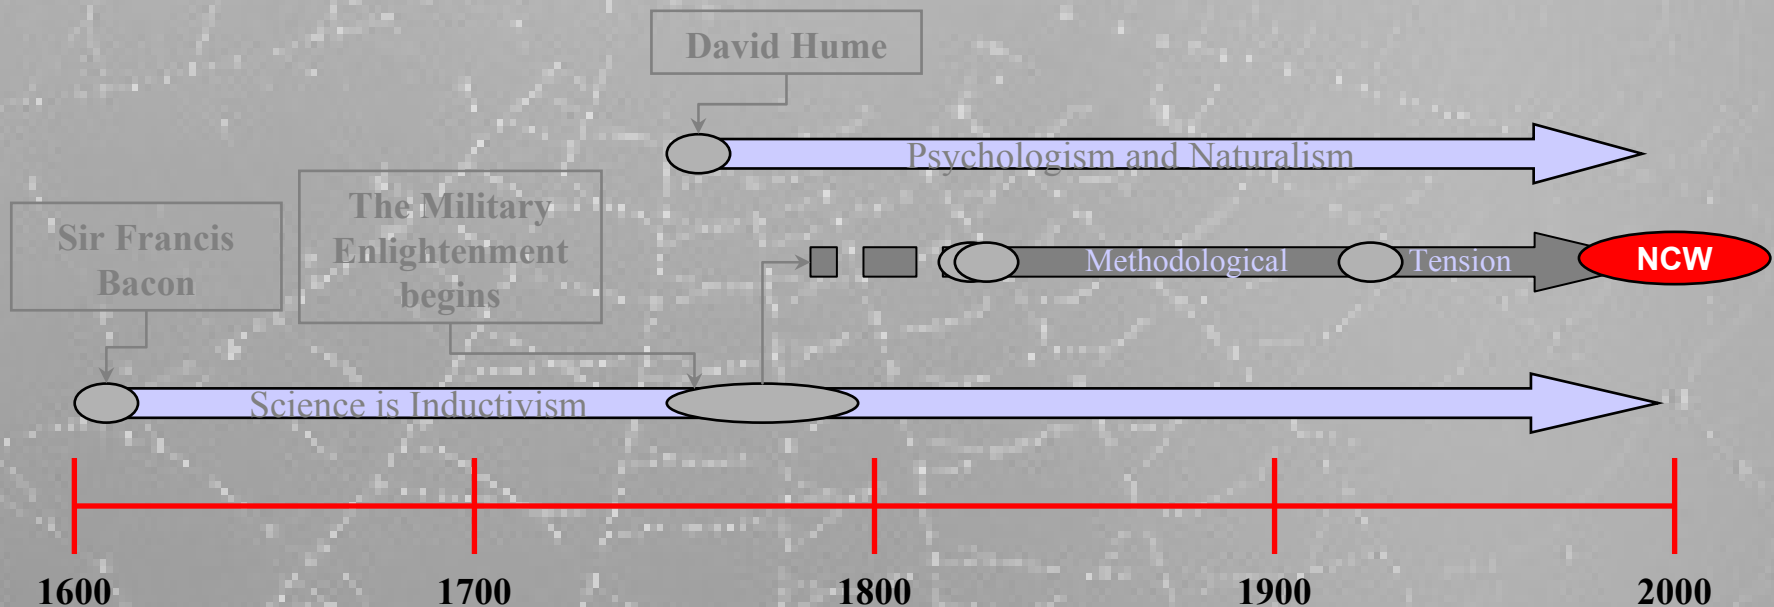 David Hume
Psychologism and Naturalism
The Military
Enlightenment
begins
Sir Francis
Bacon
Methodological Tension
NCW
Science is Inductivism
1600 1700 1800 1900 2000